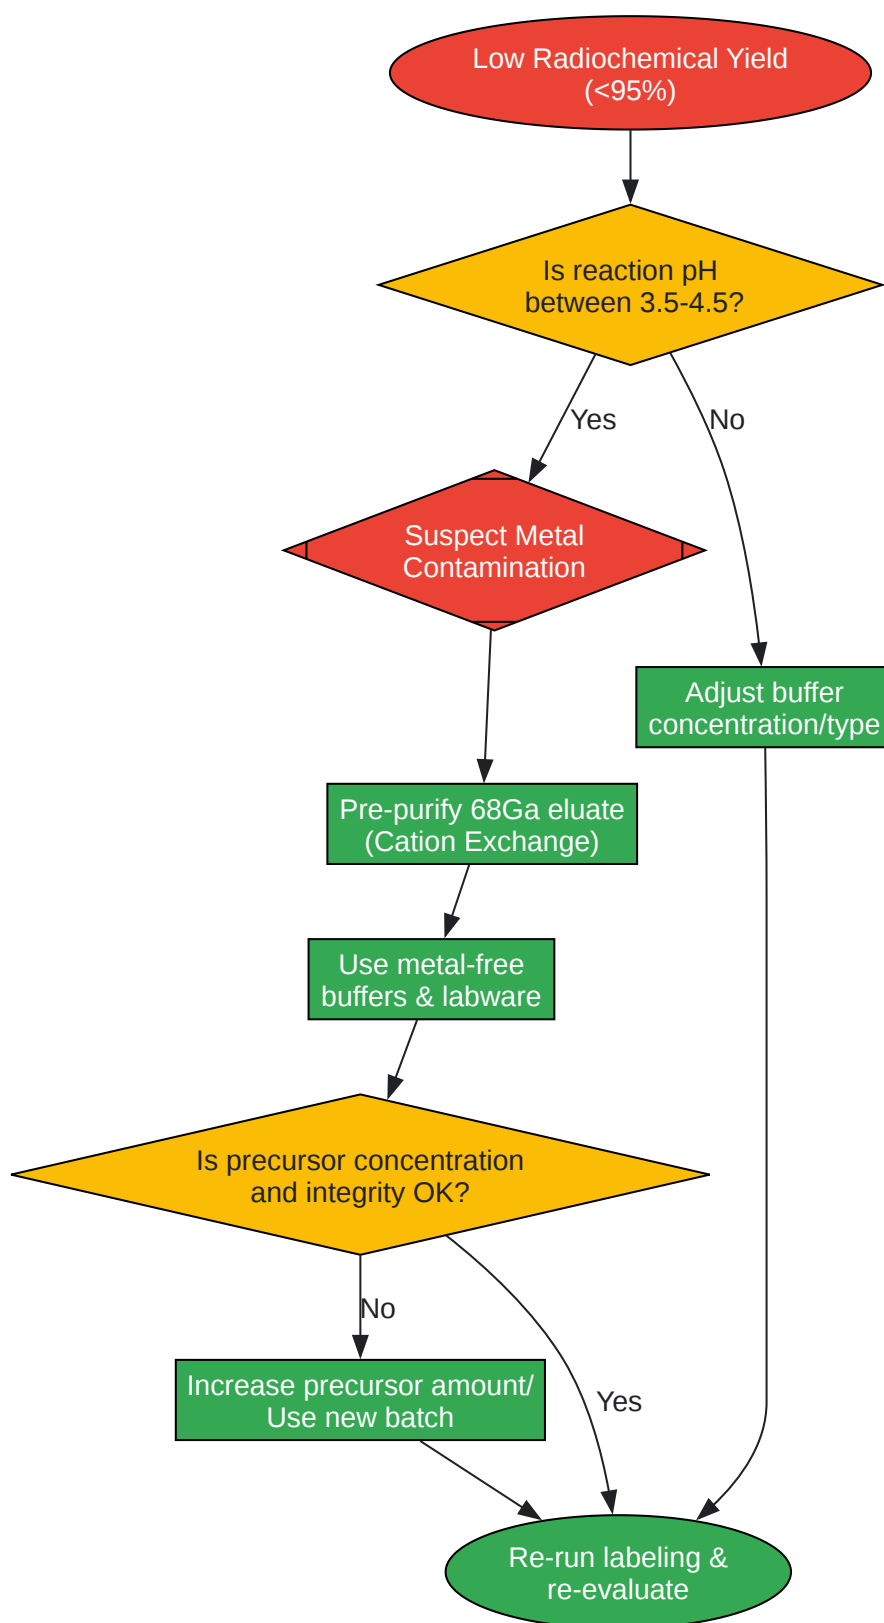 Low Radiochemical Yield
(<95%)
Is reaction pH
between 3.5-4.5?
Yes
No
Suspect Metal
Contamination
Adjust buffer
concentration/type
Pre-purify 68Ga eluate
(Cation Exchange)
Use metal-free
buffers & labware
Is precursor concentration
and integrity OK?
No
Increase precursor amount/
Use new batch
Yes
Re-run labeling &
re-evaluate